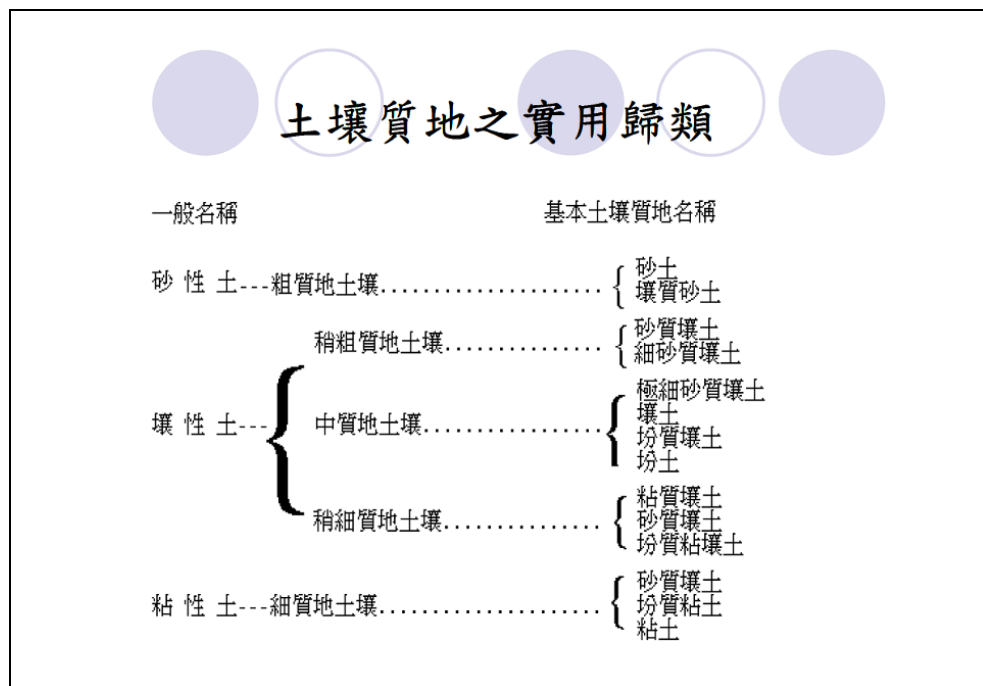 土壤質地之實用歸類
一般名稱 基本土壤質地名稱
砂 性 土---粗質地土壤...................... { 砂土
壤質砂土
稍粗質地土壤............... { 砂質壤土
細砂質壤土
壤 性 土--- { 中質地土壤................. { 極細砂質壤土
壤土
坋質壤土
坋土
稍細質地土壤............... { 粘質壤土
砂質壤土
坋質粘壤土
粘 性 土---細質地土壤...................... { 砂質壤土
坋質粘土
粘土